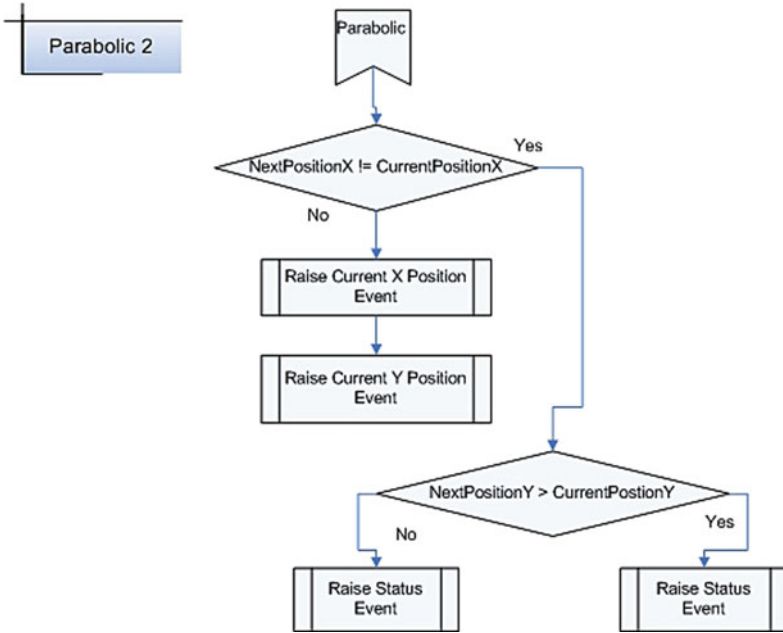 Parabolic 2
Parabolic
Yes
NextPositionX != CurrentPositionX
No
Raise Current X Position
Event
Raise Current Y Position
Event
NextPositionY > CurrentPostionY
No
Yes
Raise Status
Event
Raise Status
Event